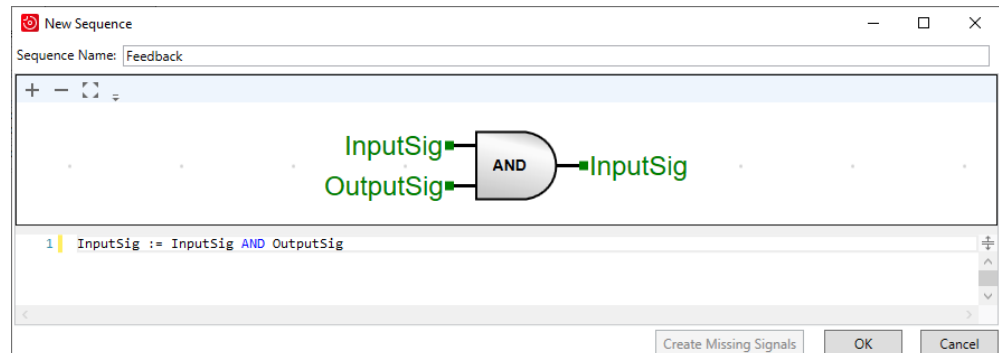 New Sequence
Sequence Name: Feedback
InputSig
AND
InputSig
OutputSig
1 InputSig := InputSig AND OutputSig
Create Missing Signals OK Cancel